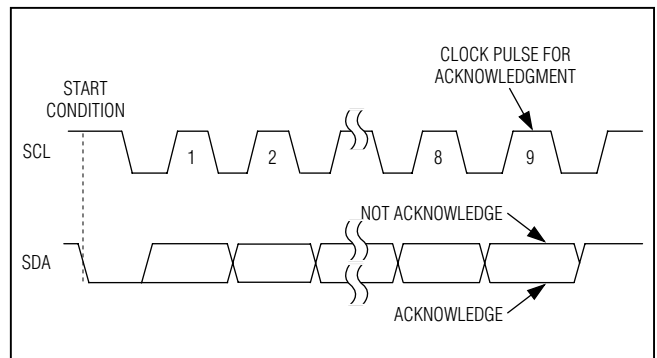 CLOCK PULSE FOR
ACKNOWLEDGMENT
START
CONDITION
SCL
1
2
8
9
NOT ACKNOWLEDGE
SDA
ACKNOWLEDGE